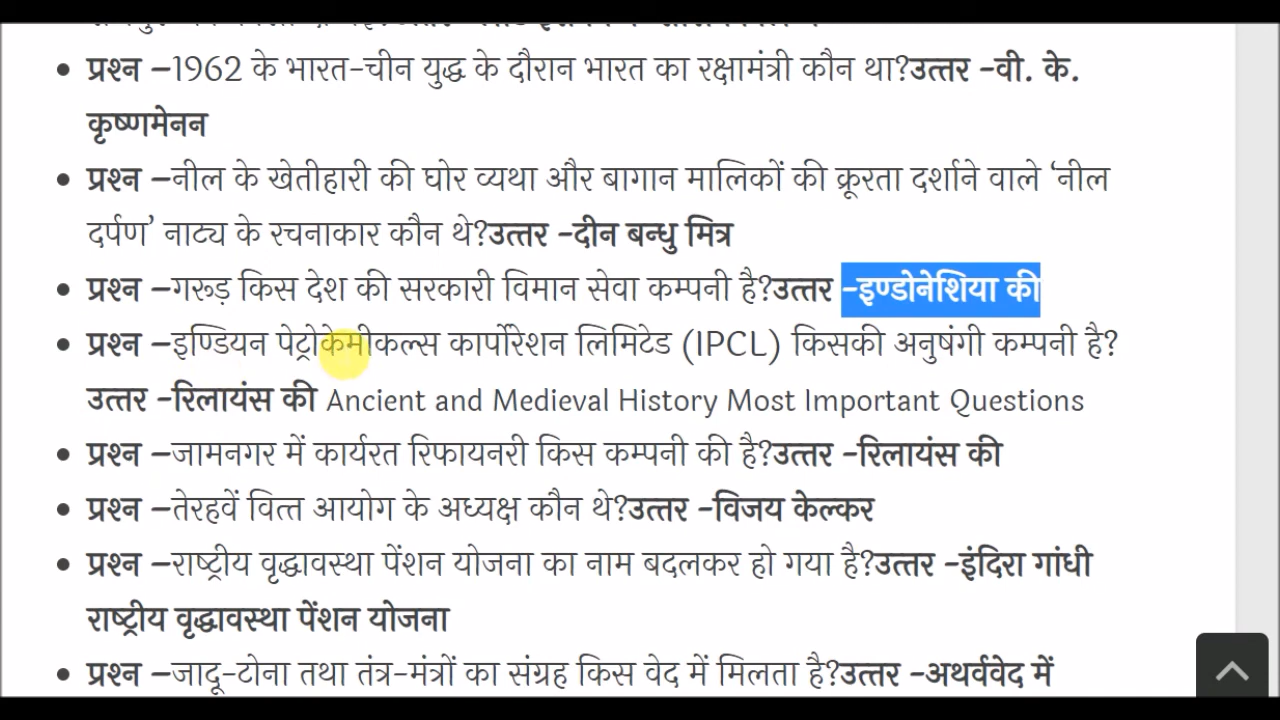 प्रश्न –1962 के भारत-चीन युद्ध के दौरान भारत का रक्षामंत्री कौन था?उत्तर -वी. के.
कृष्णमेनन
प्रश्न –नील के खेतीहारी की घोर व्यथा और बागान मालिकों की क्रूरता दर्शाने वाले ‘नील
दर्पण’ नाट्य के रचनाकार कौन थे?उत्तर -दीन बन्धु मित्र
प्रश्न –गरूड़ किस देश की सरकारी विमान सेवा कम्पनी है?उत्तर -इण्डोनेशिया की
प्रश्न –इण्डियन पेट्रोकेमीकल्स कार्पोरेशन लिमिटेड (IPCL) किसकी अनुषंगी कम्पनी है?
उत्तर -रिलायंस की Ancient and Medieval History Most Important Questions
प्रश्न –जामनगर में कार्यरत रिफायनरी किस कम्पनी की है?उत्तर -रिलायंस की
प्रश्न –तेरहवें वित्त आयोग के अध्यक्ष कौन थे?उत्तर -विजय केल्कर
प्रश्न –राष्ट्रीय वृद्धावस्था पेंशन योजना का नाम बदलकर हो गया है?उत्तर -इंदिरा गांधी
राष्ट्रीय वृद्धावस्था पेंशन योजना
प्रश्न –जादू-टोना तथा तंत्र-मंत्रों का संग्रह किस वेद में मिलता है?उत्तर -अथर्ववेद में